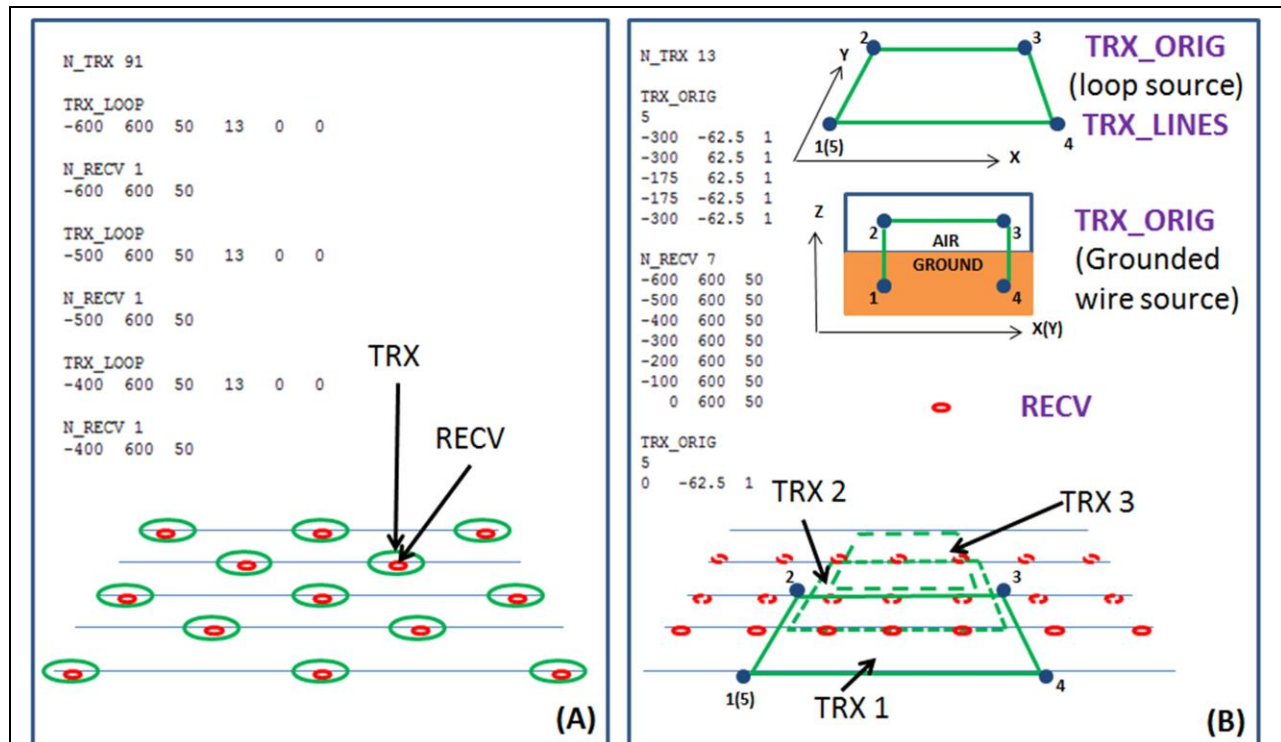 N_TRX 91
TRX_LOOP
-600 600 50 13 0 0
N_RECV 1
-600 600 50
TRX_LOOP
-500 600 50 13 0 0
N_RECV 1
-500 600 50
TRX_LOOP
-400 600 50 13 0 0
N_RECV 1
-400 600 50
TRX
RECV
(A)
N_TRX 13
TRX_ORIG
5
-300 -62.5 1
-300 62.5 1
-175 62.5 1
-175 -62.5 1
-300 -62.5 1
N_RECV 7
-600 600 50
-500 600 50
-400 600 50
-300 600 50
-200 600 50
-100 600 50
0 600 50
TRX_ORIG
5
0 -62.5 1
2
3
Y
1(5)
4
X
TRX_ORIG
(loop source)
TRX_LINES
Z
2
3
AIR
GROUND
1
4
X(Y)
TRX_ORIG
(Grounded
wire source)
RECV
TRX 2
TRX 3
2
3
1(5)
4
TRX 1
(B)